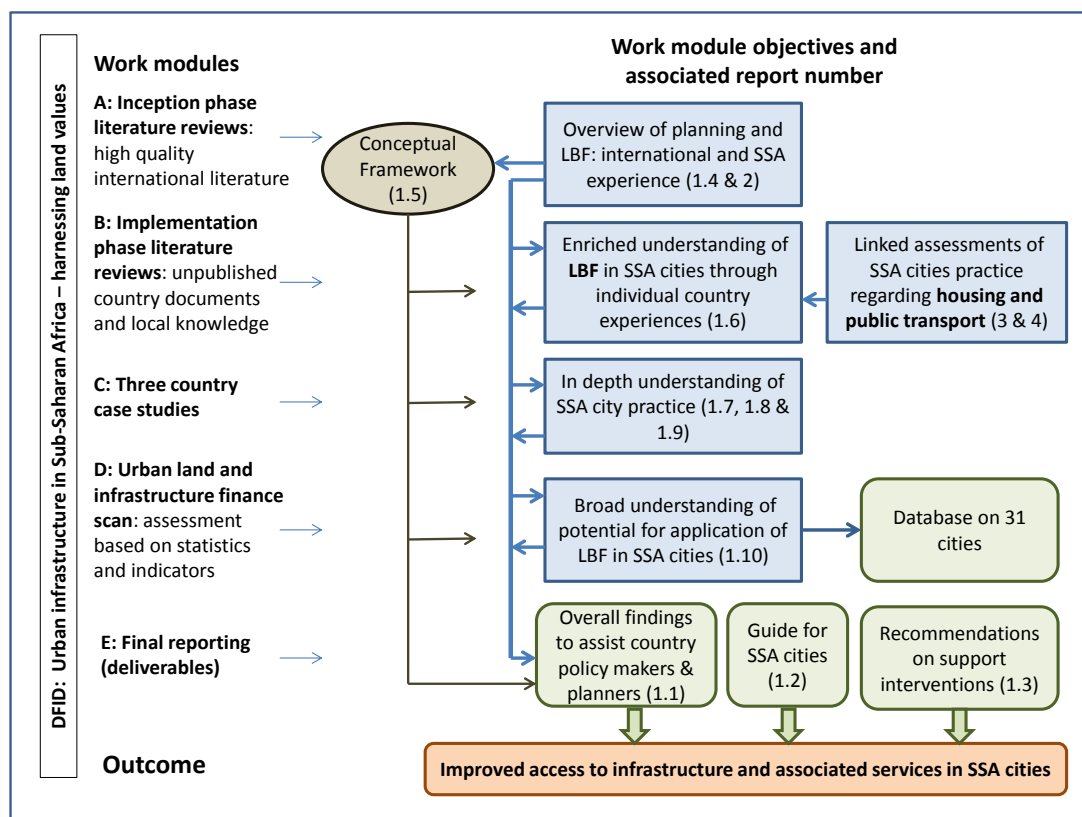 DFID:  Urban infrastructure in Sub-Saharan Africa – harnessing land values
Work modules
Work module objectives and
associated report number
A: Inception phase
literature reviews:
high quality
international literature
Conceptual
Framework
(1.5)
Overview of planning and
LBF: international and SSA
experience (1.4 & 2)
B: Implementation
phase literature
reviews: unpublished
country documents
and local knowledge
Enriched understanding of
LBF in SSA cities through
individual country
experiences (1.6)
Linked assessments of
SSA cities practice
regarding housing and
public transport (3 & 4)
C: Three country
case studies
In depth understanding of
SSA city practice (1.7, 1.8 &
1.9)
D: Urban land and
infrastructure finance
scan: assessment
based on statistics
and indicators
Broad understanding of
potential for application of
LBF in SSA cities (1.10)
Database on 31
cities
E: Final reporting
(deliverables)
Overall findings
to assist country
policy makers &
planners (1.1)
Guide for
SSA cities
(1.2)
Recommendations
on support
interventions (1.3)
Outcome
Improved access to infrastructure and associated services in SSA cities